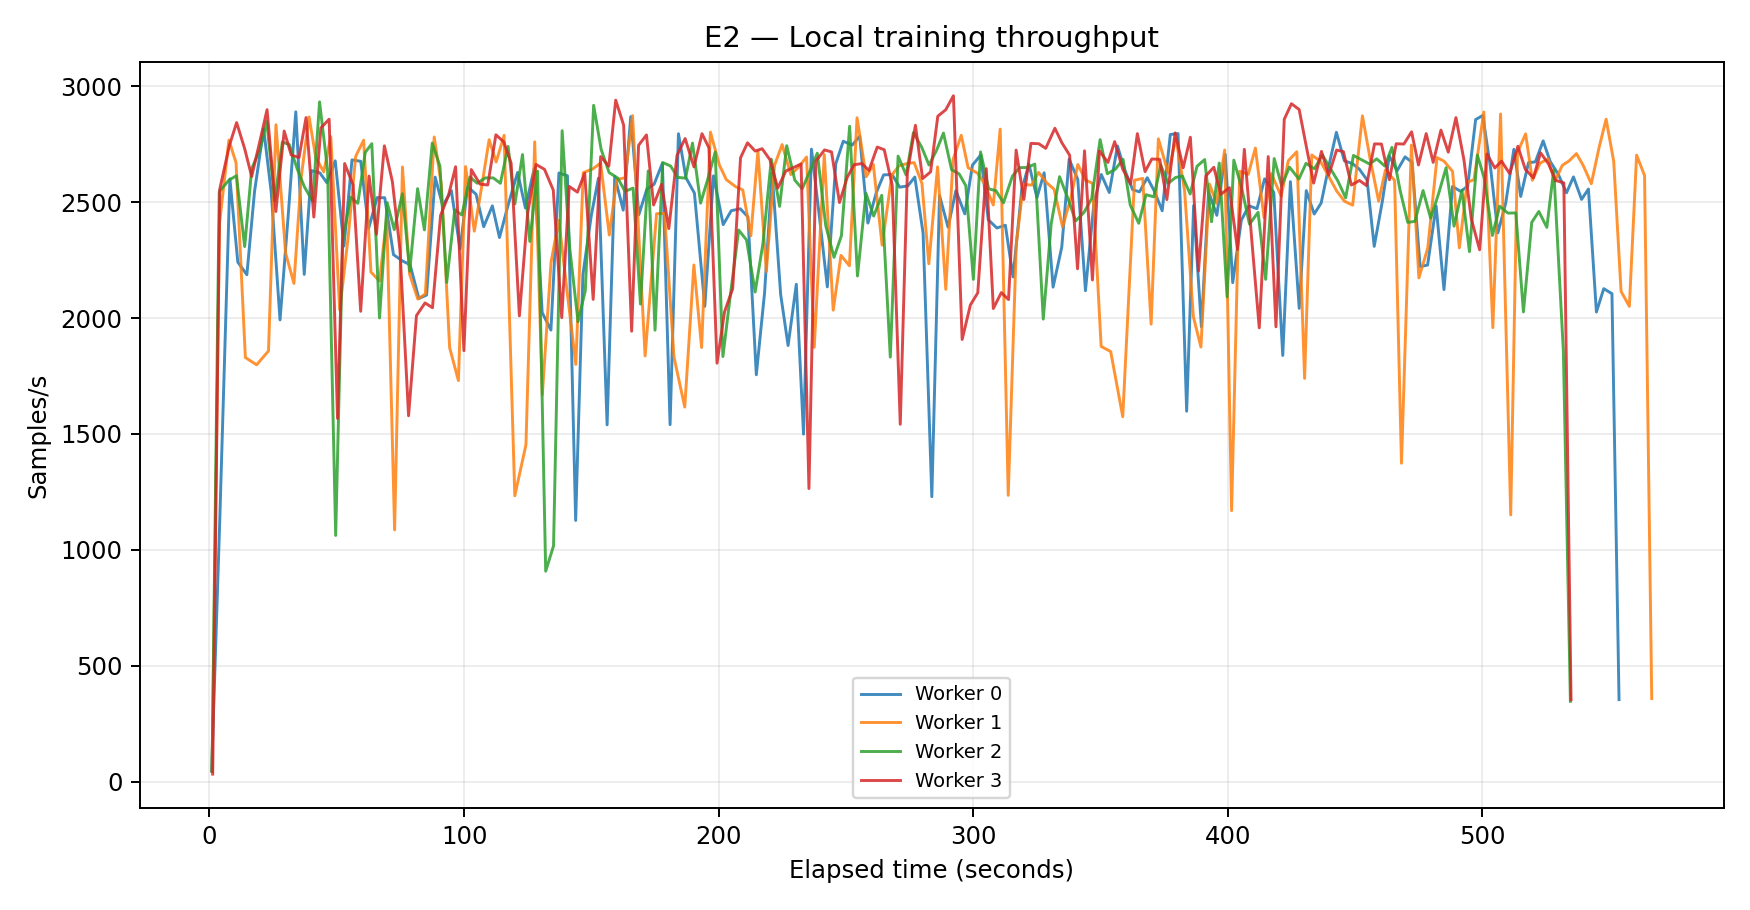 E2 — Local training throughput
Samples/s
3000
2500
2000
1500
1000
500
0
Worker 0
Worker 1
Worker 2
Worker 3
0 100 200 300 400 500
Elapsed time (seconds)